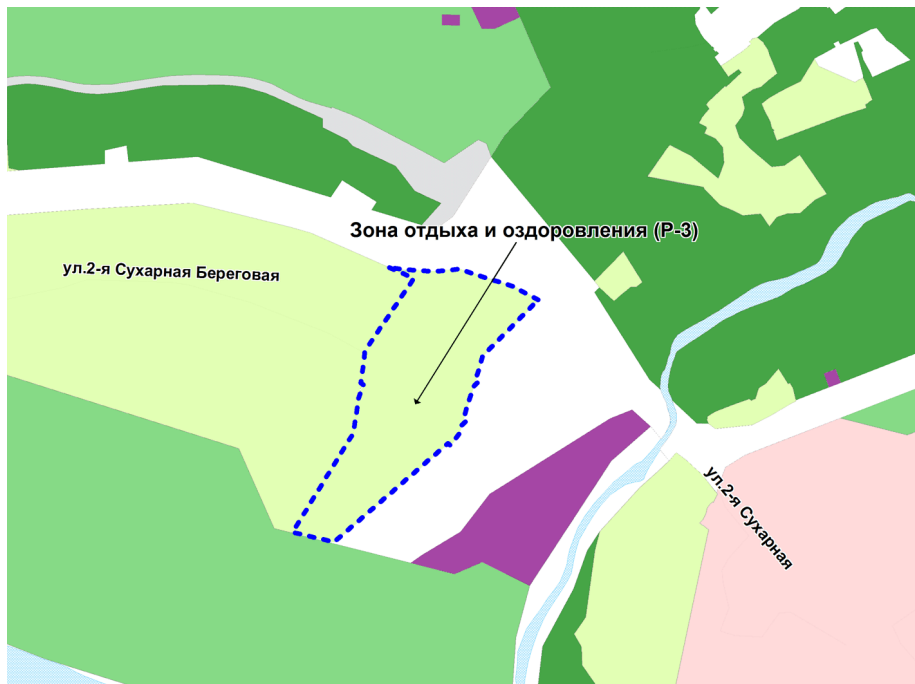 Зона отдыха и оздоровления (Р-3)
ул.2-я Сухарная Береговая
ул.2-я Сухарная